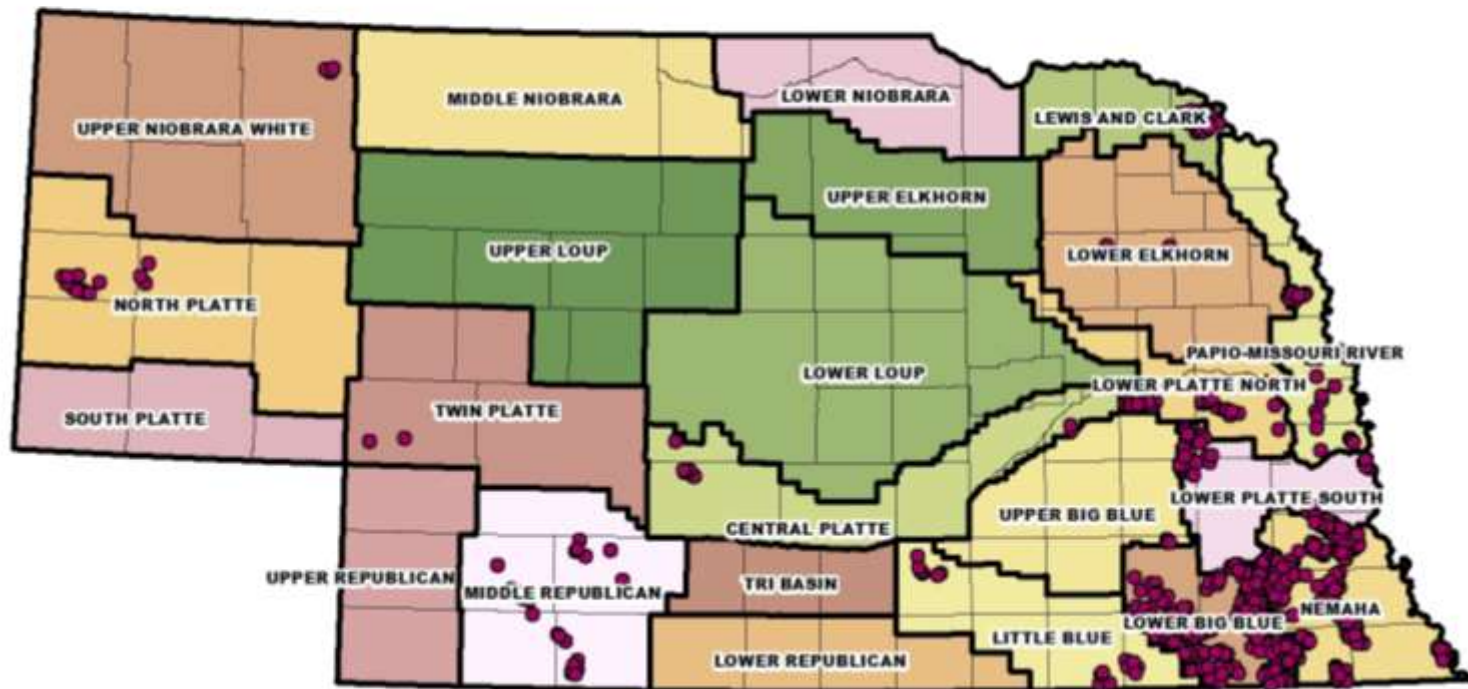 MIDDLE NIOBRARA
LOWER NIOBRARA
UPPER NIOBRARA WHITE
LEWIS AND CLARK
UPPER ELKHORN
UPPER LOUP
LOWER ELKHORN
NORTH PLATTE
PAPIO-MISSOURI RIVER
LOWER LOUP
LOWER PLATTE NORTH
SOUTH PLATTE
TWIN PLATTE
LOWER PLATTE SOUTH
UPPER BIG BLUE
CENTRAL PLATTE
UPPER REPUBLICAN
TRI BASIN
MIDDLE REPUBLICAN
NEMAHA
LOWER BIG BLUE
LITTLE BLUE
LOWER REPUBLICAN